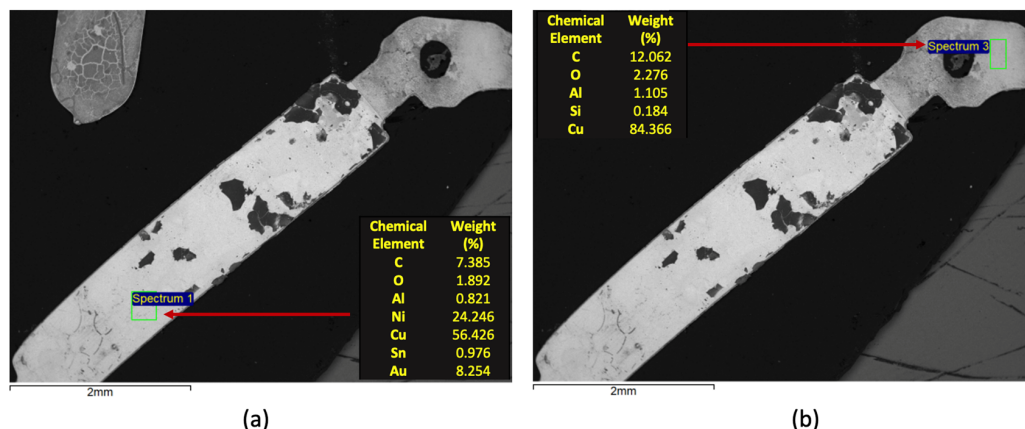 Chemical Element Weight (%)
C 7.385
O 1.892
Al 0.821
Ni 24.246
Cu 56.426
Sn 0.976
Au 8.254
Spectrum 1
2mm
(a)
Chemical Element Weight (%)
C 12.062
O 2.276
Al 1.105
Si 0.184
Cu 84.366
Spectrum 3
2mm
(b)